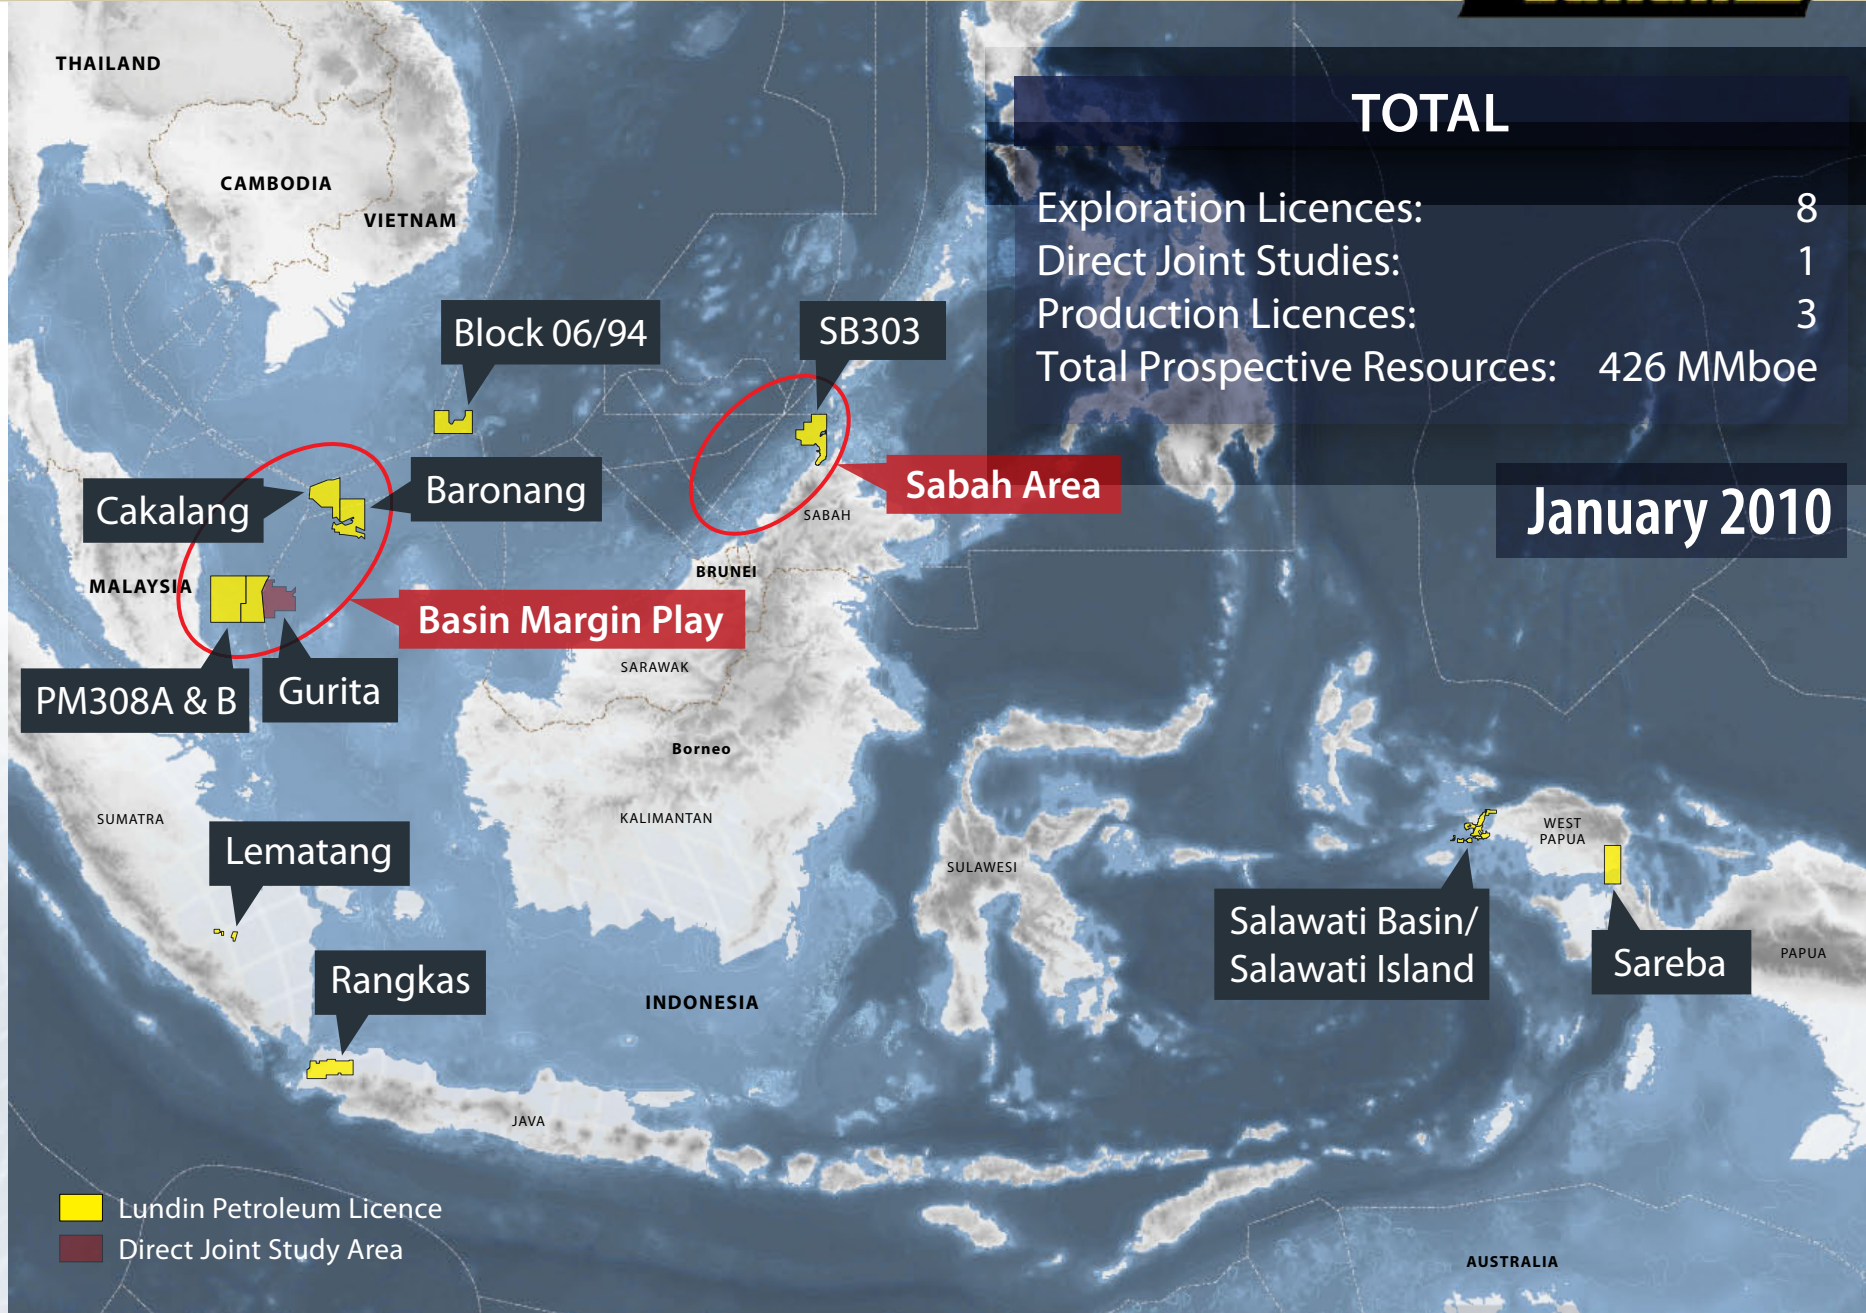 THAILAND
TOTAL
CAMBODIA
VIETNAM
Exploration Licences: 8
Direct Joint Studies: 1
Production Licences: 3
Total Prospective Resources: 426 MMboe
Block 06/94
SB303
Cakalang
Baronang
Sabah Area
January 2010
SABAH
BRUNEI
MALAYSIA
Basin Margin Play
SARAWAK
PM308A & B
Gurita
Borneo
SUMATRA
KALIMANTAN
WEST
PAPUA
Lematang
SULAWESI
Salawati Basin/
Salawati Island
Sareba
PAPUA
Rangkas
INDONESIA
JAVA
Lundin Petroleum Licence
Direct Joint Study Area
AUSTRALIA